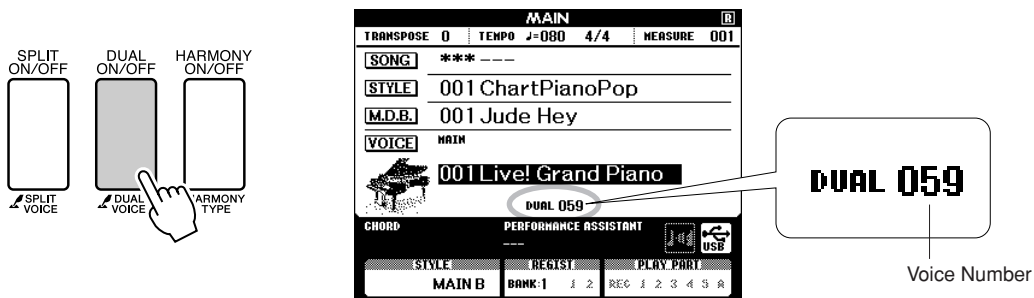 SPLIT
ON/OFF
DUAL
ON/OFF
HARMONY
ON/OFF
SPLIT
VOICE
DUAL
VOICE
ARMONY
TYPE
MAIN R
TRANSPOSE 0 TEMPO ♩=080 4/4 MEASURE 001
SONG ***---
STYLE 001 ChartPianoPop
M.D.B. 001 Jude Hey
VOICE MAIN
001 Live! Grand Piano
DUAL 059
CHORD PERFORMANCE ASSISTANT
---
USB
STYLE REGIST PLAY PART
MAIN B BANK:1 1 2 REC 1 2 3 4 5 A
DUAL 059
Voice Number